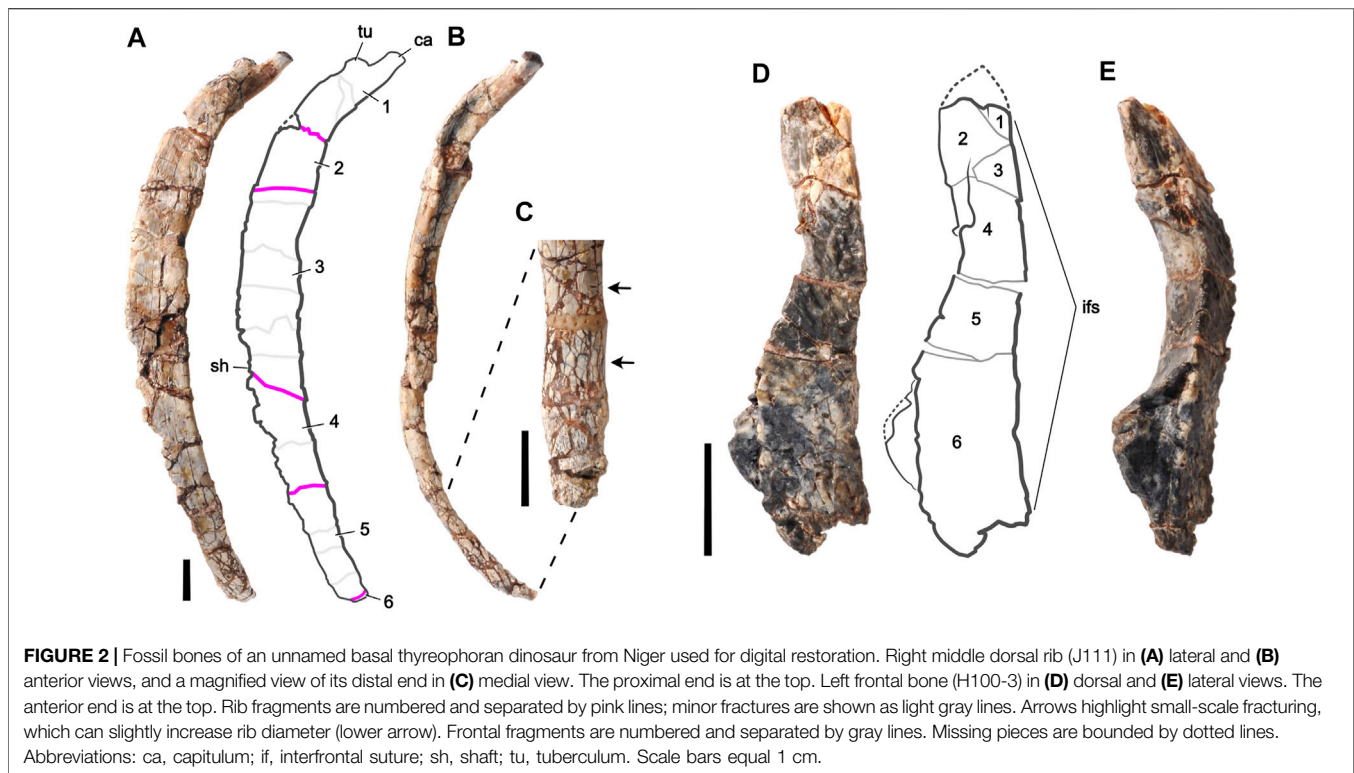 A
tu
ca
B
1
2
C
3
sh
4
5
6
D
E
1
2
3
4
5
ifs
6
FIGURE 2 | Fossil bones of an unnamed basal thyreophoran dinosaur from Niger used for digital restoration. Right middle dorsal rib (J111) in (A) lateral and (B)
anterior views, and a magnified view of its distal end in (C) medial view. The proximal end is at the top. Left frontal bone (H100-3) in (D) dorsal and (E) lateral views. The
anterior end is at the top. Rib fragments are numbered and separated by pink lines; minor fractures are shown as light gray lines. Arrows highlight small-scale fracturing,
which can slightly increase rib diameter (lower arrow). Frontal fragments are numbered and separated by gray lines. Missing pieces are bounded by dotted lines.
Abbreviations: ca, capitulum; if, interfrontal suture; sh, shaft; tu, tuberculum. Scale bars equal 1 cm.